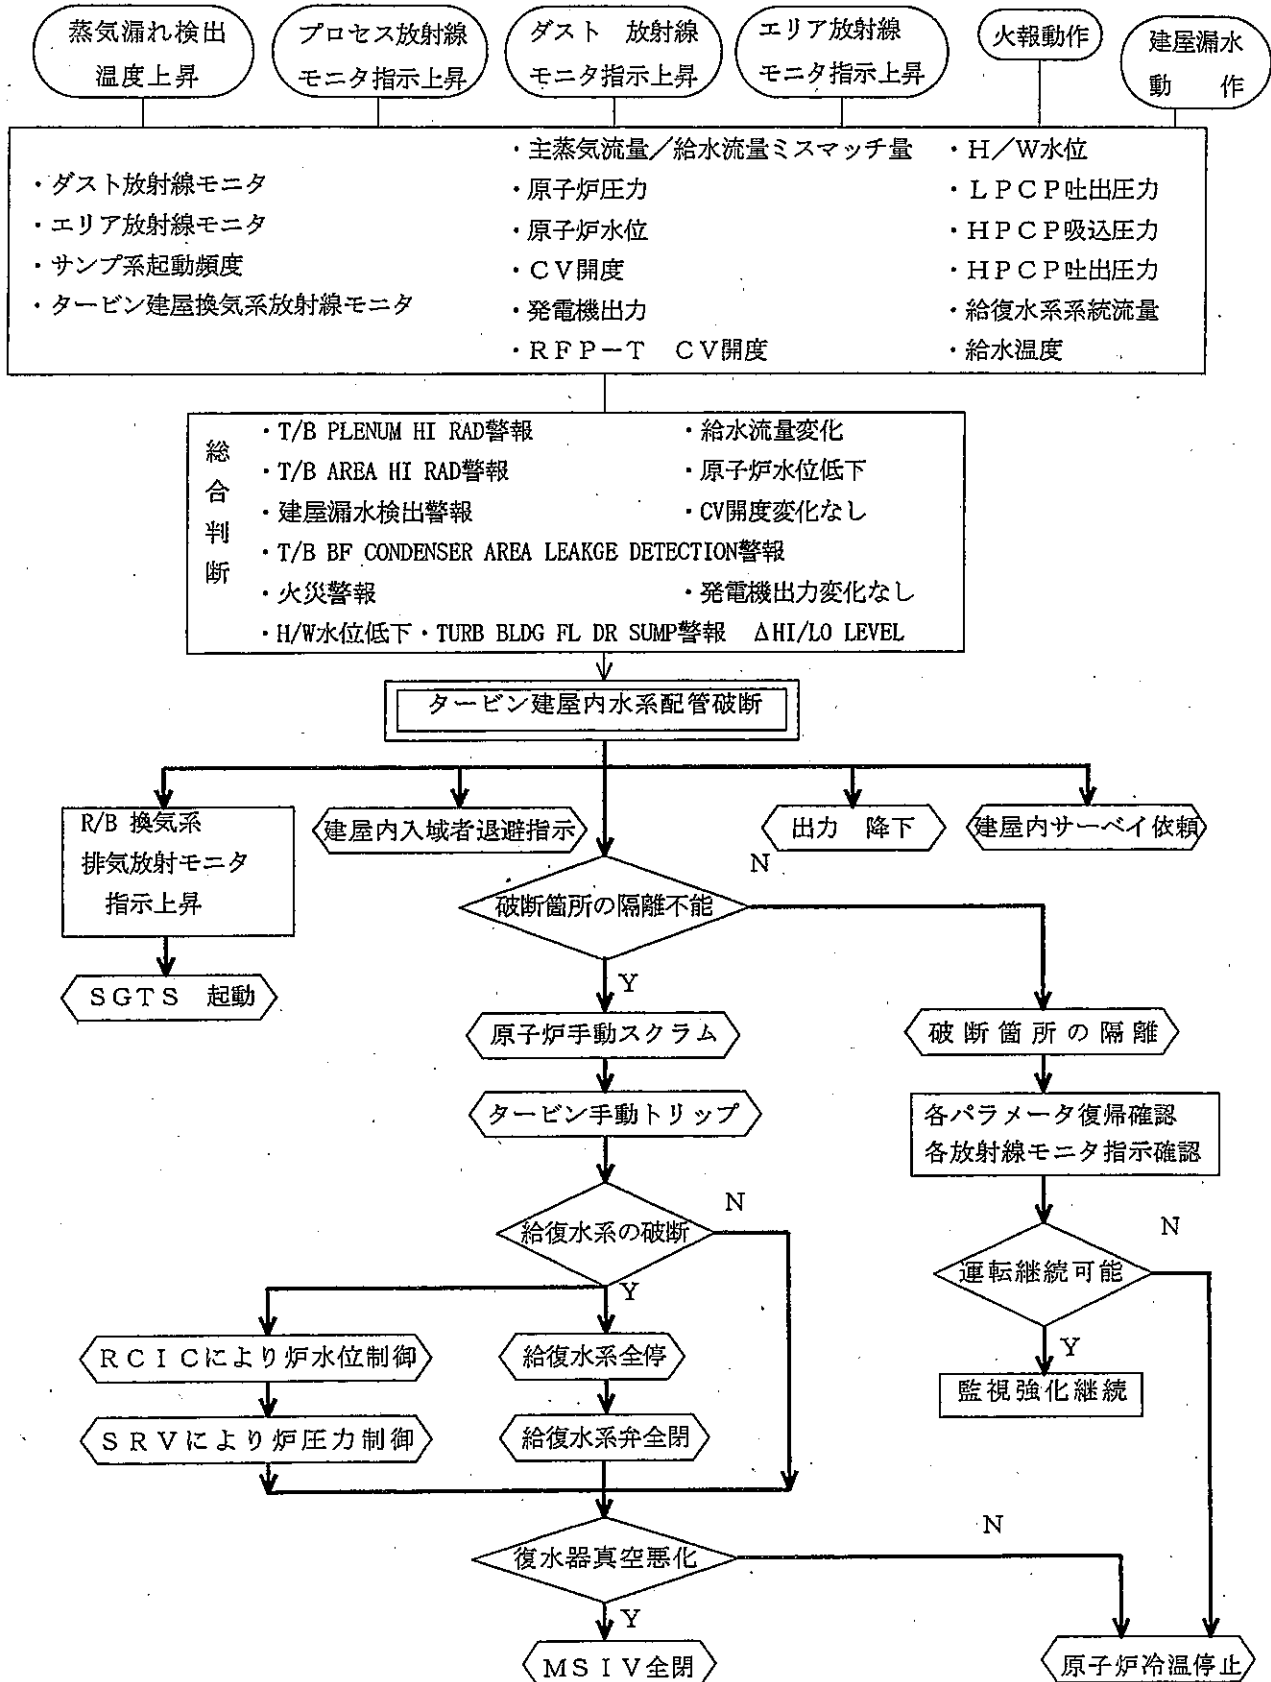 蒸気漏れ検出
温度上昇
プロセス放射線
モニタ指示上昇
ダスト　放射線
モニタ指示上昇
エリア放射線
モニタ指示上昇
火報動作
建屋漏水
動　　作
・ダスト放射線モニタ
・エリア放射線モニタ
・サンプ系起動頻度
・タービン建屋換気系放射線モニタ
・主蒸気流量／給水流量ミスマッチ量
・原子炉圧力
・原子炉水位
・ＣＶ開度
・発電機出力
・ＲＦＰ－Ｔ　ＣＶ開度
・Ｈ／Ｗ水位
・ＬＰＣＰ吐出圧力
・ＨＰＣＰ吸込圧力
・ＨＰＣＰ吐出圧力
・給復水系系統流量
・給水温度
総合判断
・T/B PLENUM HI RAD警報　　・給水流量変化
・T/B AREA HI RAD警報　　・原子炉水位低下
・建屋漏水検出警報　　・CV開度変化なし
・T/B BF CONDENSER AREA LEAKGE DETECTION警報
・火災警報　　・発電機出力変化なし
・H/W水位低下・TURB BLDG FL DR SUMP警報　ΔHI/LO LEVEL
タービン建屋内水系配管破断
R/B 換気系
排気放射モニタ
指示上昇
建屋内入域者退避指示
出力　降下
建屋内サーベイ依頼
N
破断箇所の隔離不能
ＳＧＴＳ　起動
Y
原子炉手動スクラム
破断箇所の隔離
タービン手動トリップ
各パラメータ復帰確認
各放射線モニタ指示確認
N
給復水系の破断
N
運転継続可能
Y
Y
ＲＣＩＣにより炉水位制御
給復水系全停
監視強化継続
ＳＲＶにより炉圧力制御
給復水系弁全閉
N
復水器真空悪化
Y
ＭＳＩＶ全閉
原子炉冷温停止